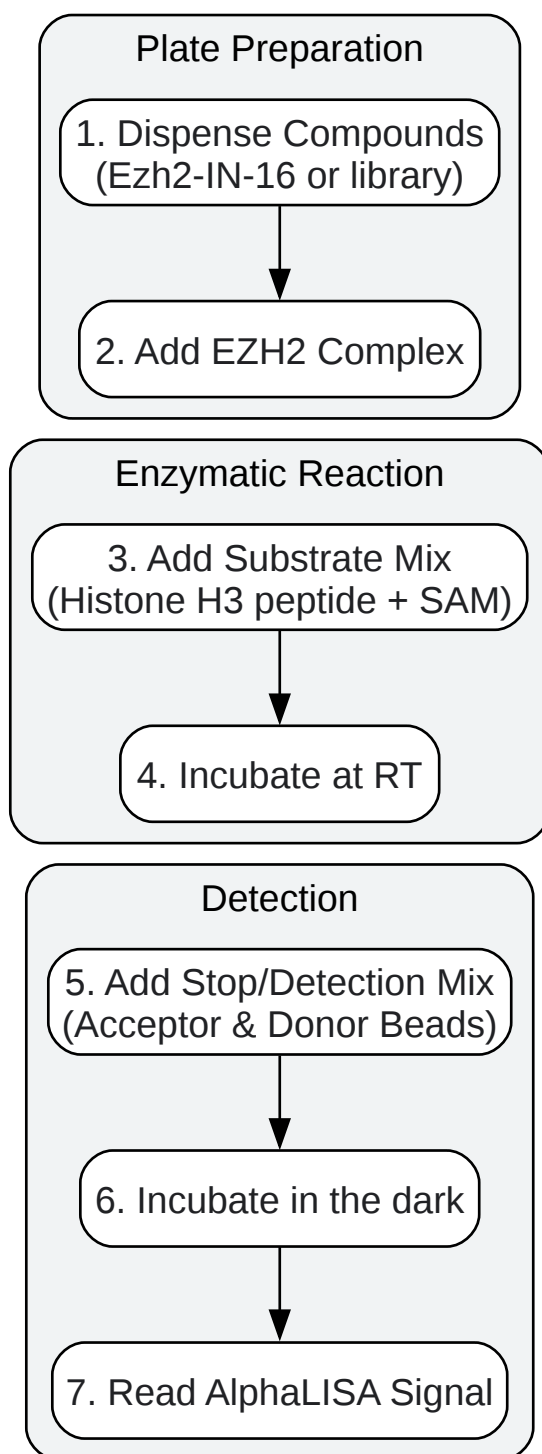 Plate Preparation
1. Dispense Compounds
(Ezh2-IN-16 or library)
2. Add EZH2 Complex
Enzymatic Reaction
3. Add Substrate Mix
(Histone H3 peptide + SAM)
4. Incubate at RT
Detection
5. Add Stop/Detection Mix
(Acceptor & Donor Beads)
6. Incubate in the dark
7. Read AlphaLISA Signal